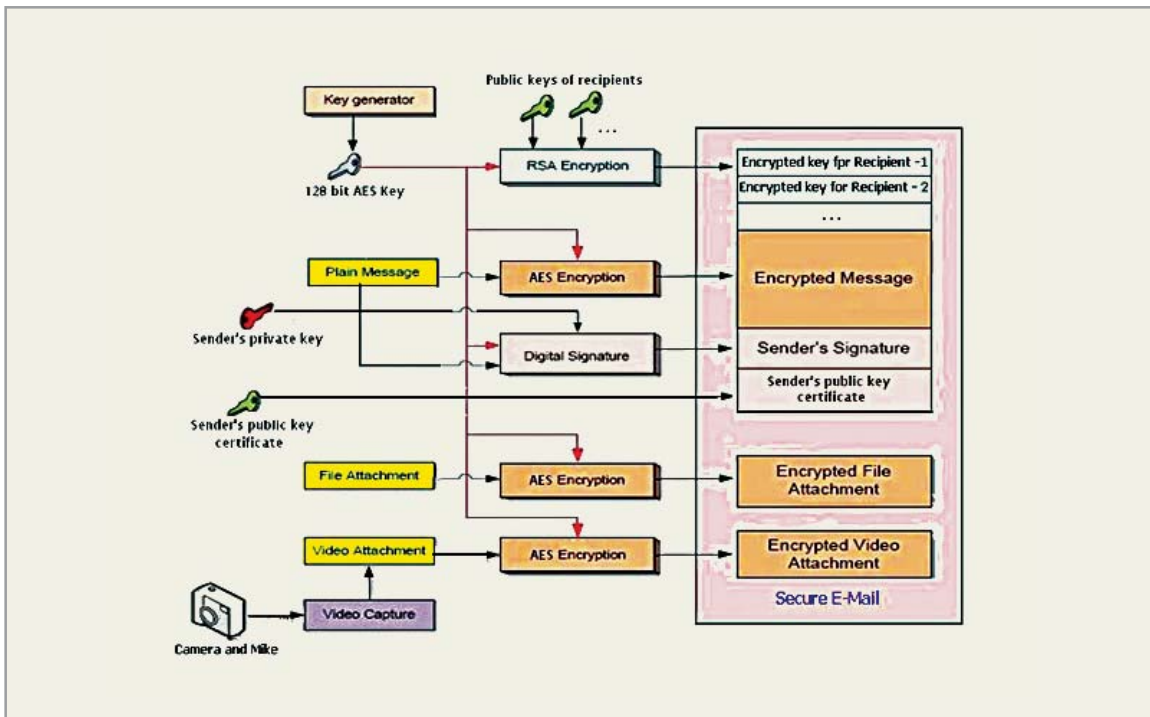 Public keys of recipients
Key generator
...
RSA Encryption
128 bit AES Key
Encrypted key fpr Recipient -1
Encrypted key for Recipient - 2
...
Plain Message
AES Encryption
Encrypted Message
Sender's private key
Digital Signature
Sender's Signature
Sender's public key
certificate
Sender's public key
certificate
File Attachment
AES Encryption
Encrypted File
Attachment
Video Attachment
AES Encryption
Encrypted Video
Attachment
Secure E-Mail
Video Capture
Camera and Mike